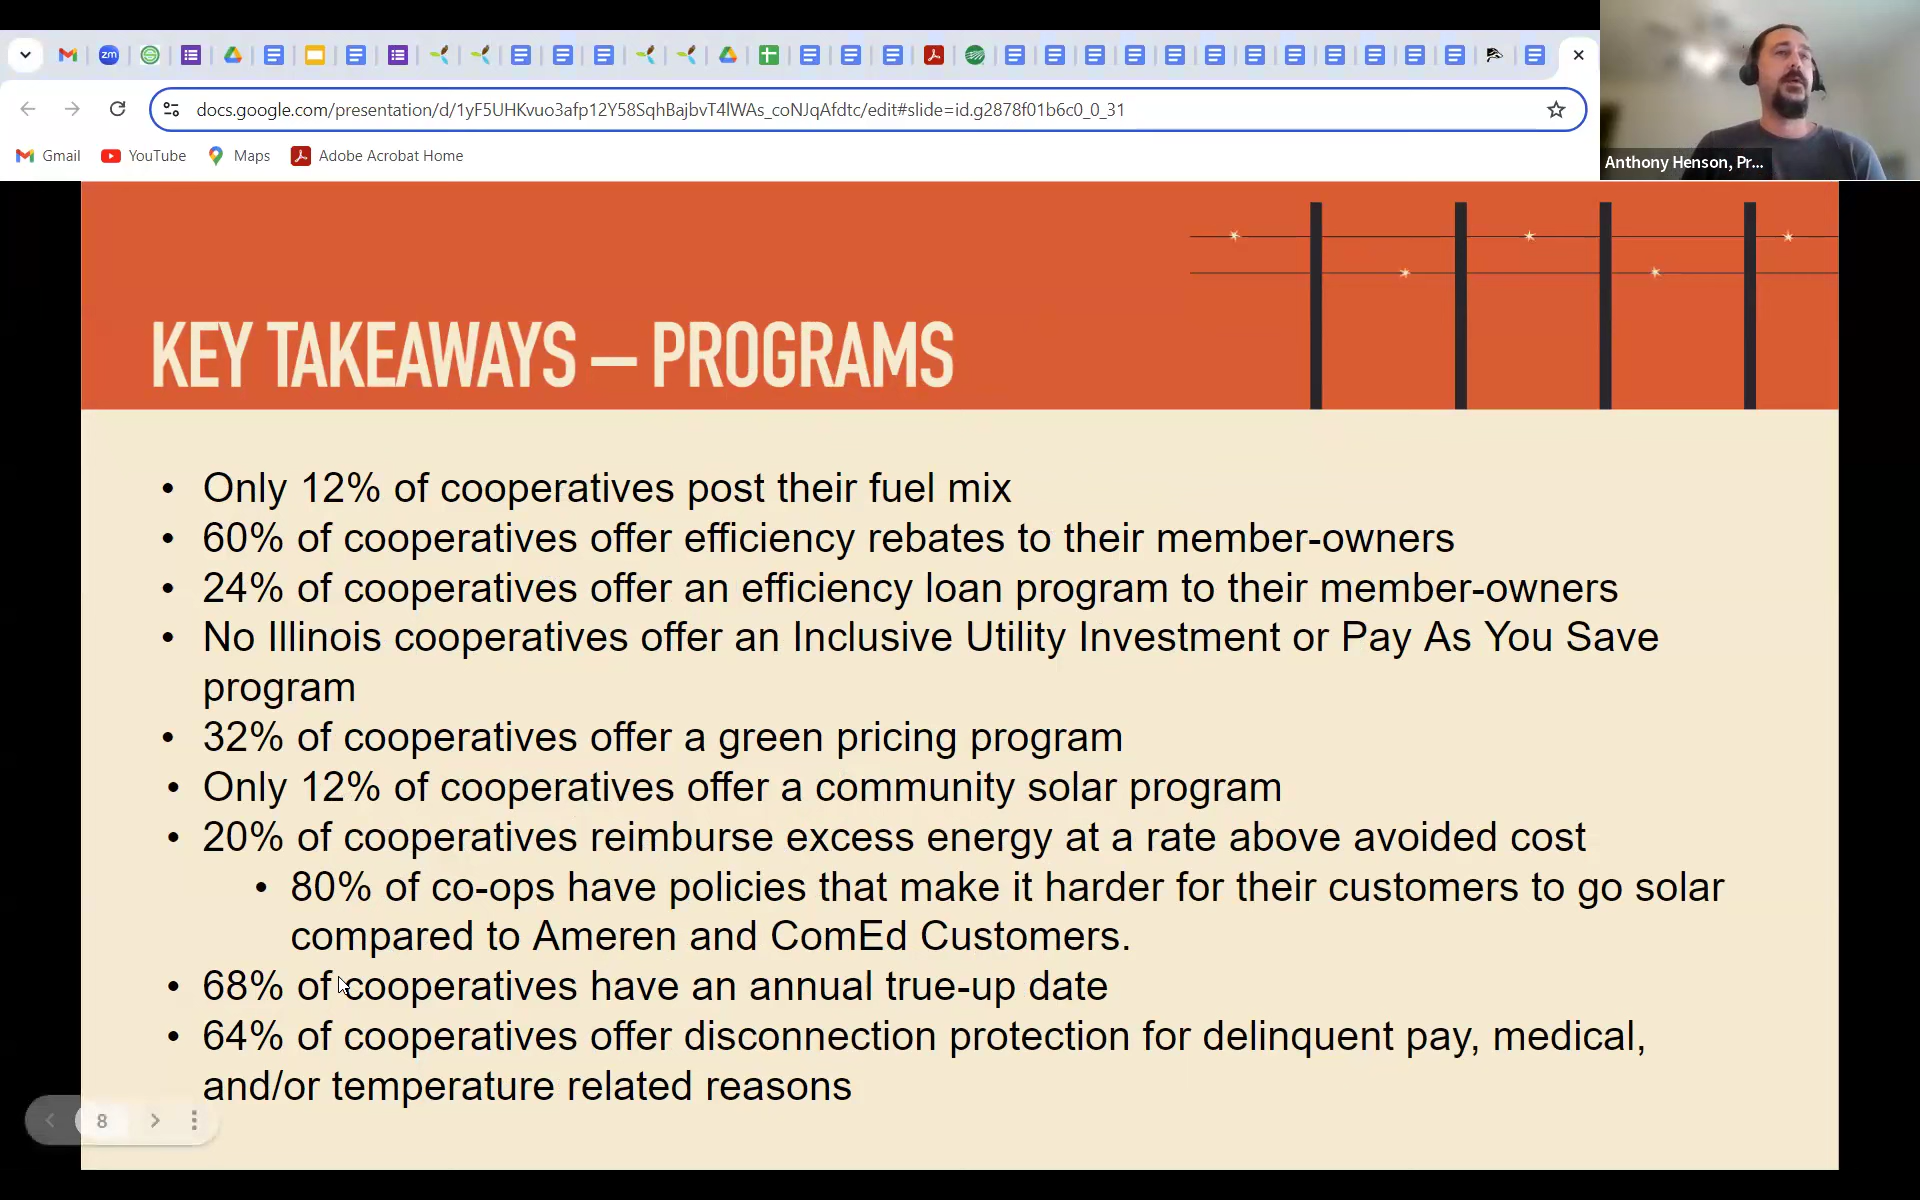 zm
docs.google.com/presentation/d/1yF5UHKvuo3afp12Y58SqhBajbvT4lWAs_coNJqAfdtc/edit#slide=id.g2878f01b6c0_0_31
Gmail YouTube Maps Adobe Acrobat Home
Anthony Henson, Pr...
KEY TAKEAWAYS – PROGRAMS
• Only 12% of cooperatives post their fuel mix
• 60% of cooperatives offer efficiency rebates to their member-owners
• 24% of cooperatives offer an efficiency loan program to their member-owners
• No Illinois cooperatives offer an Inclusive Utility Investment or Pay As You Save
program
• 32% of cooperatives offer a green pricing program
• Only 12% of cooperatives offer a community solar program
• 20% of cooperatives reimburse excess energy at a rate above avoided cost
• 80% of co-ops have policies that make it harder for their customers to go solar
compared to Ameren and ComEd Customers.
• 68% of cooperatives have an annual true-up date
• 64% of cooperatives offer disconnection protection for delinquent pay, medical,
and/or temperature related reasons
8